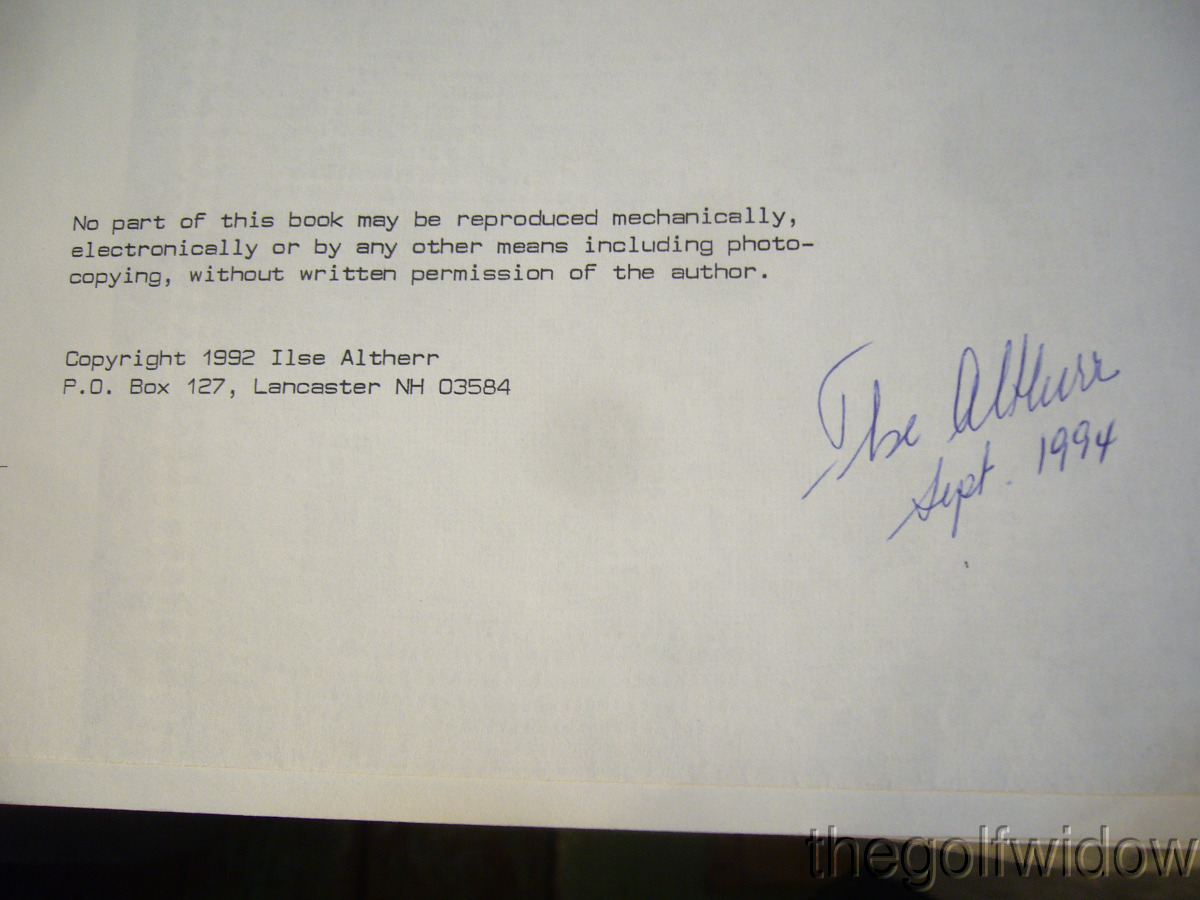 No part of this book may be reproduced mechanically,
electronically or by any other means including photo-
copying, without written permission of the author.
Copyright 1992 Ilse Altherr
P.O. Box 127, Lancaster NH 03584
Ilse Altherr
Sept. 1994
thegolfwidow